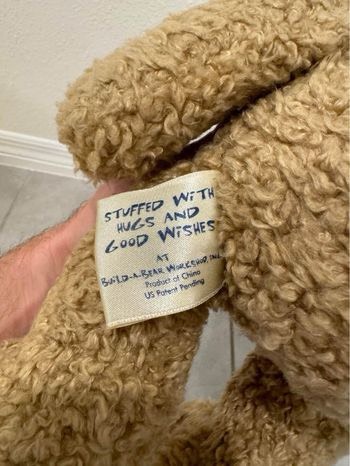 STUFFED WiTH
HUGS AND
GOOD WiSHES
AT
BUiLD-A-BEAR WORKSHOP, INC.
Product of China
US Patent Pending